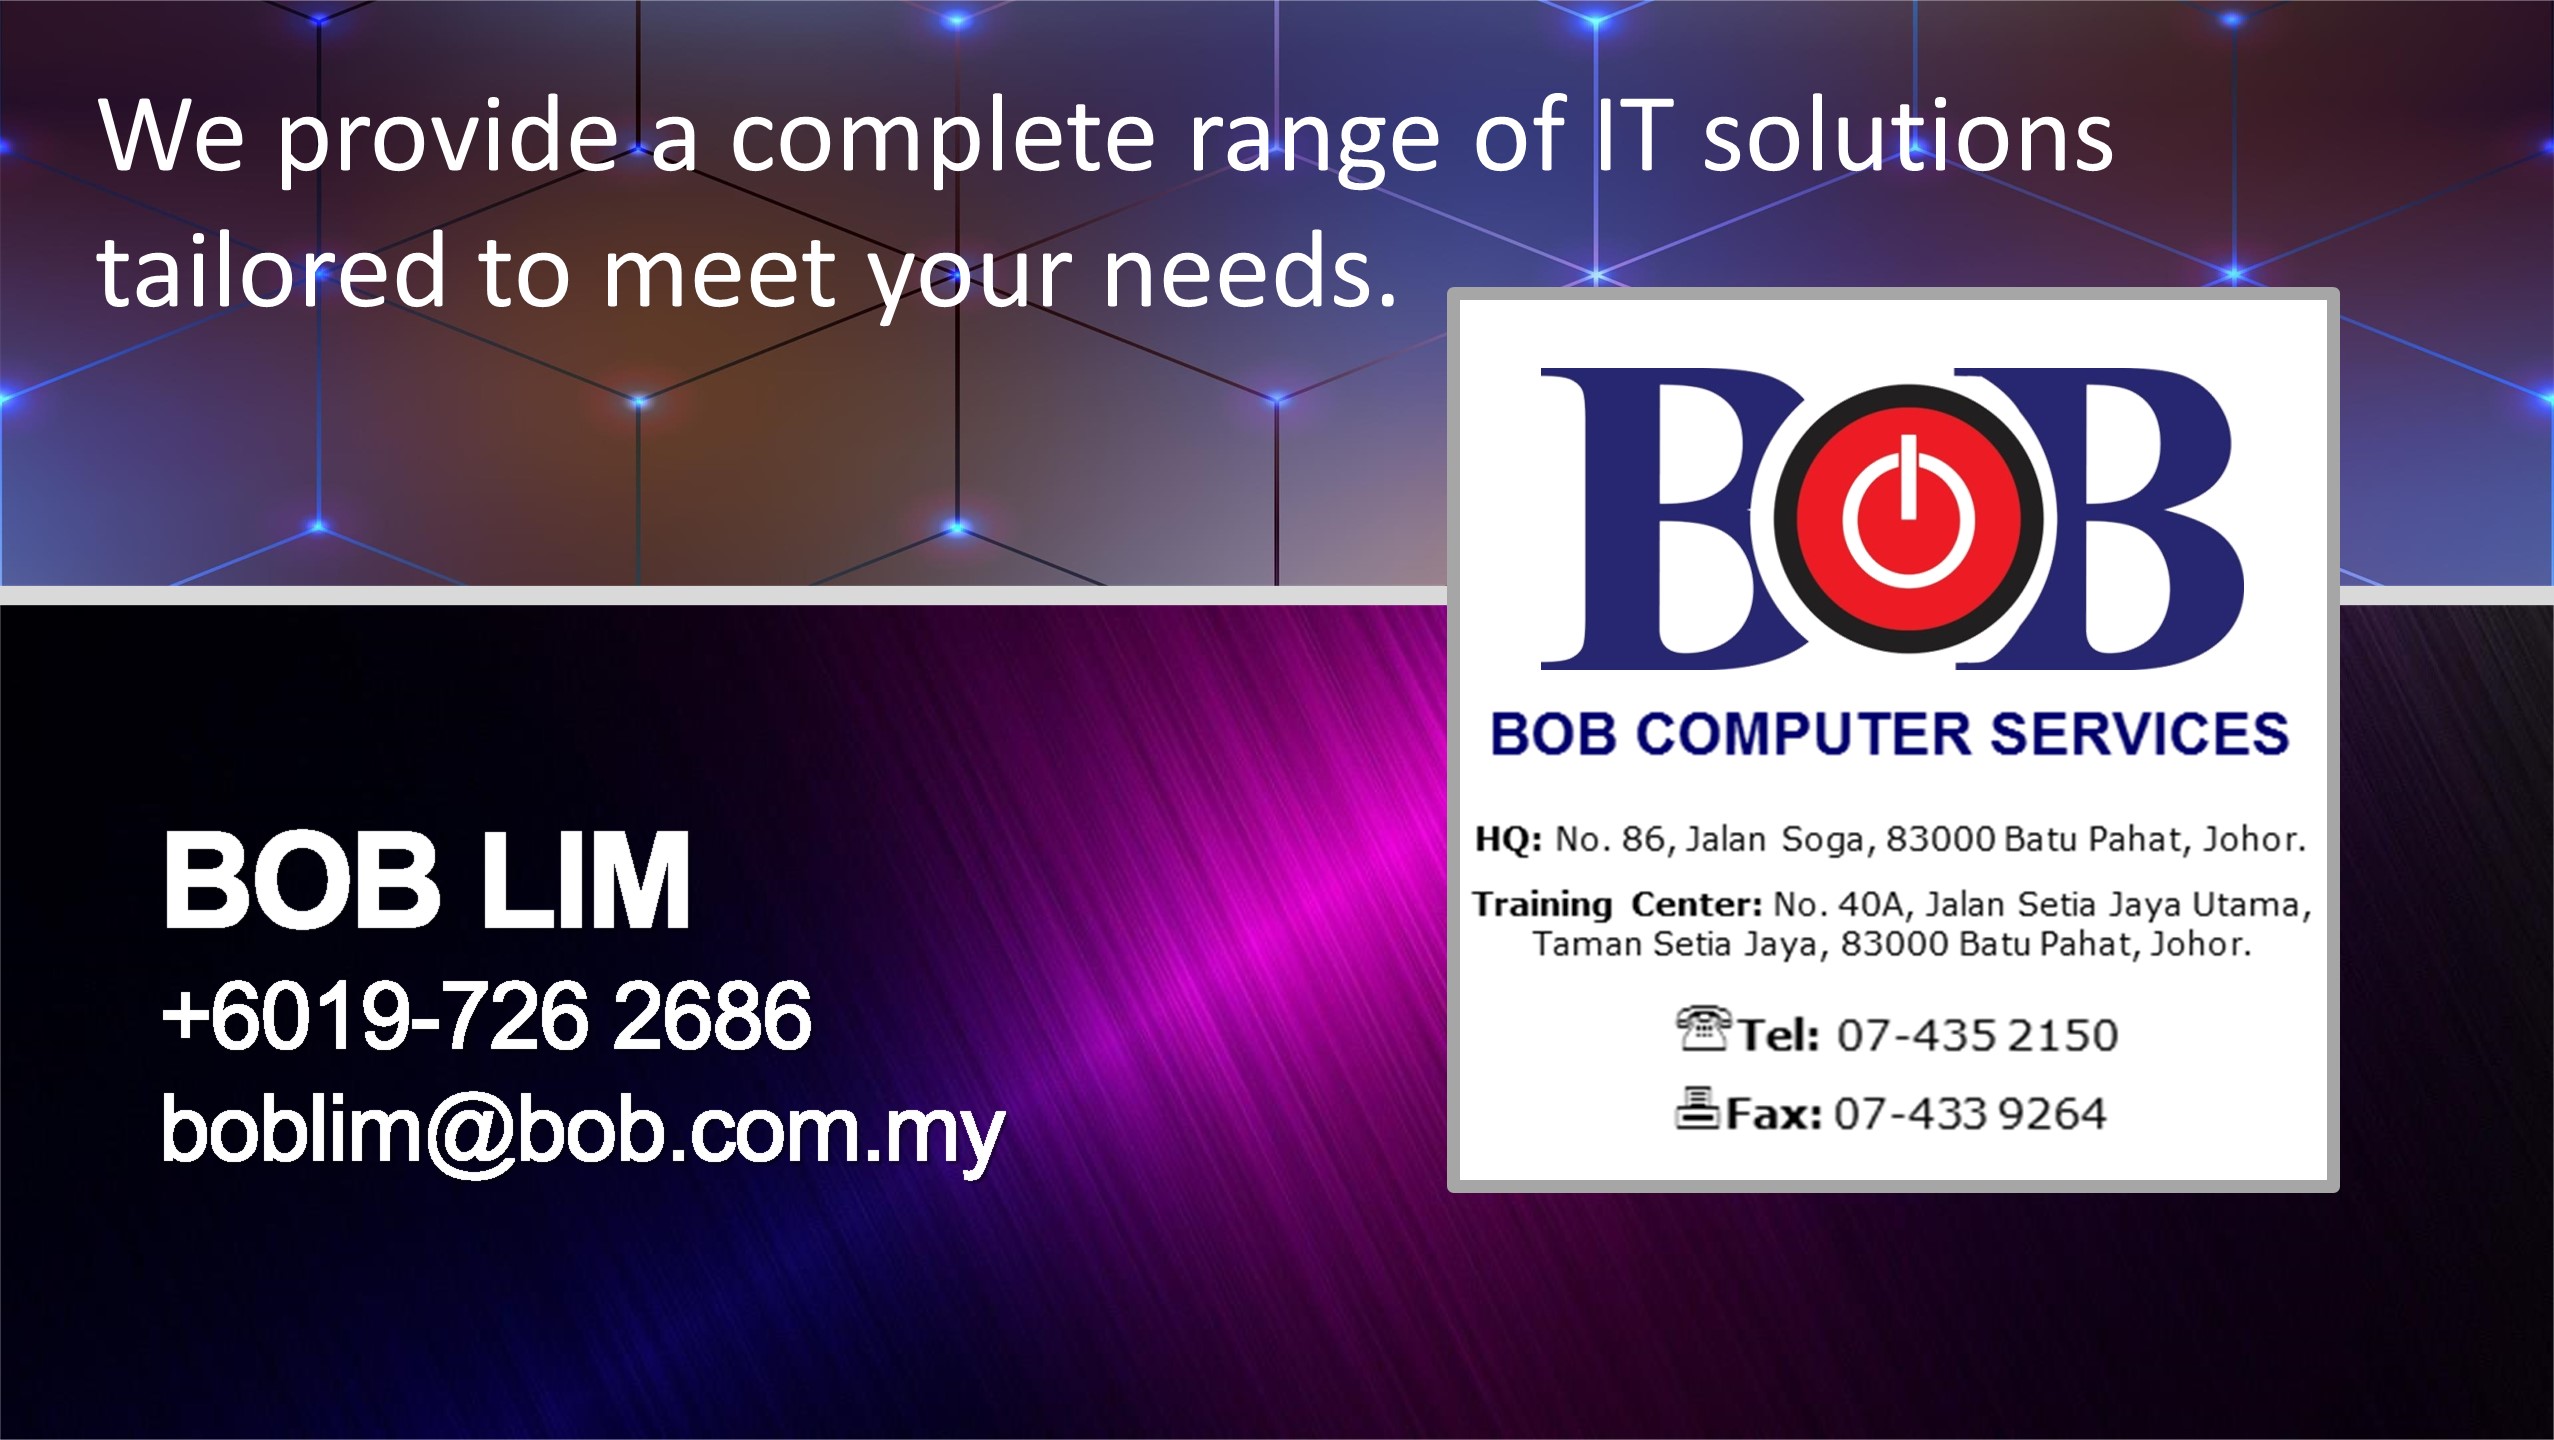 We provide a complete range of IT solutions
tailored to meet your needs.
BOB
BOB COMPUTER SERVICES
HQ: No. 86, Jalan Soga, 83000 Batu Pahat, Johor.
Training Center: No. 40A, Jalan Setia Jaya Utama,
Taman Setia Jaya, 83000 Batu Pahat, Johor.
Tel: 07-435 2150
Fax: 07-433 9264
BOB LIM
+6019-726 2686
boblim@bob.com.my